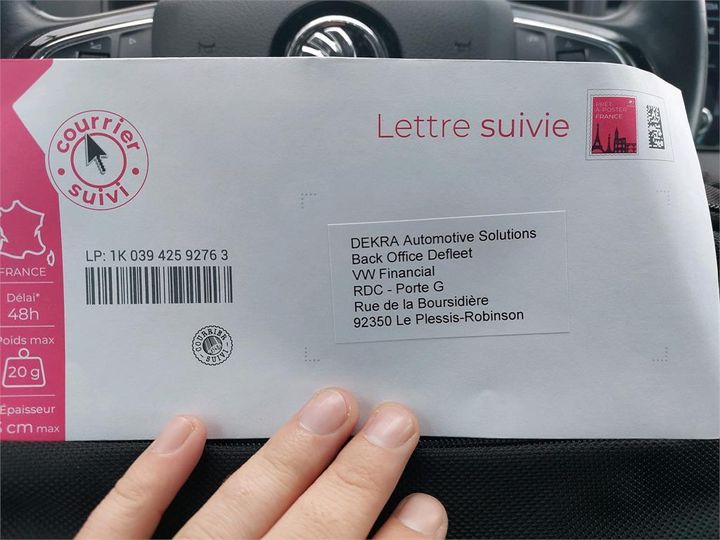 courrier
suivi
Lettre suivie
PRÊT
À POSTER
FRANCE
LP: 1K 039 425 9276 3
COURRIER
SUIVI
DEKRA Automotive Solutions
Back Office Defleet
VW Financial
RDC - Porte G
Rue de la Boursidière
92350 Le Plessis-Robinson
FRANCE
Délai*
48h
Poids max
20 g
Épaisseur
cm max